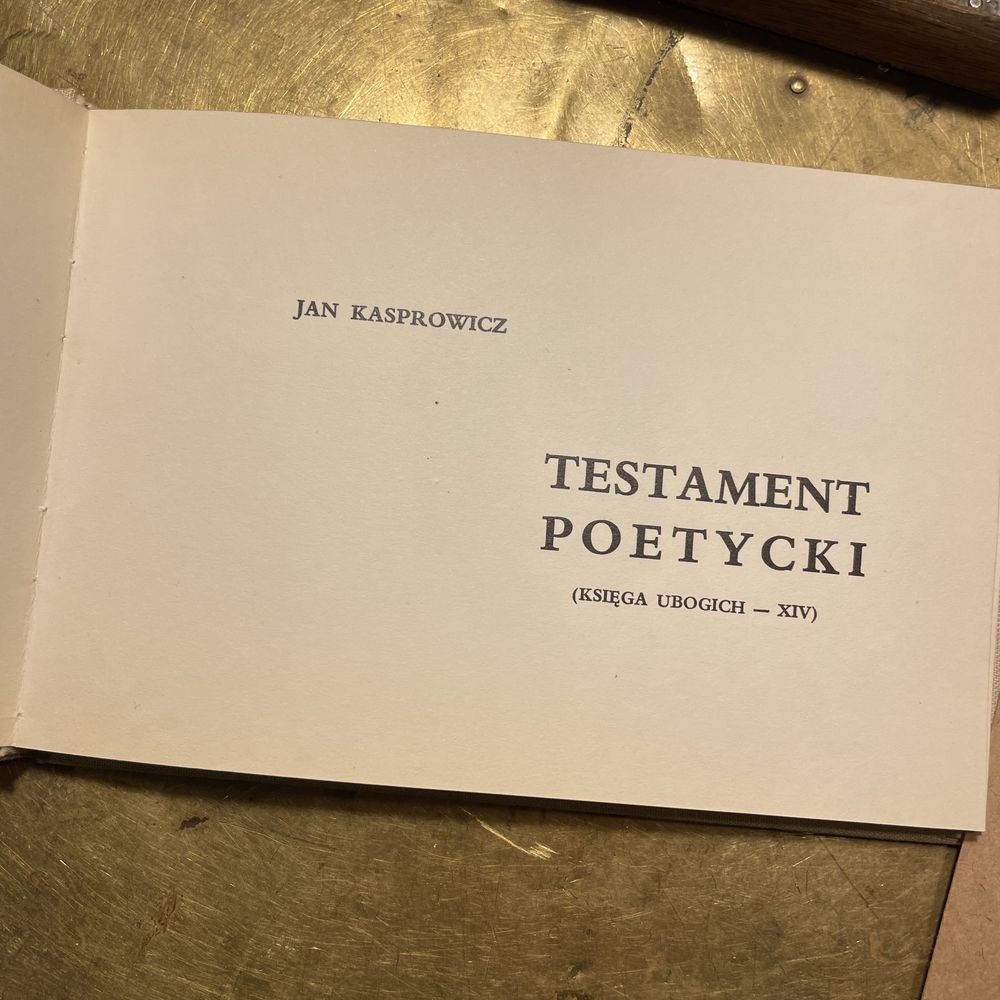 JAN KASPROWICZ
TESTAMENT
POETYCKI
(KSIĘGA UBOGICH — XIV)